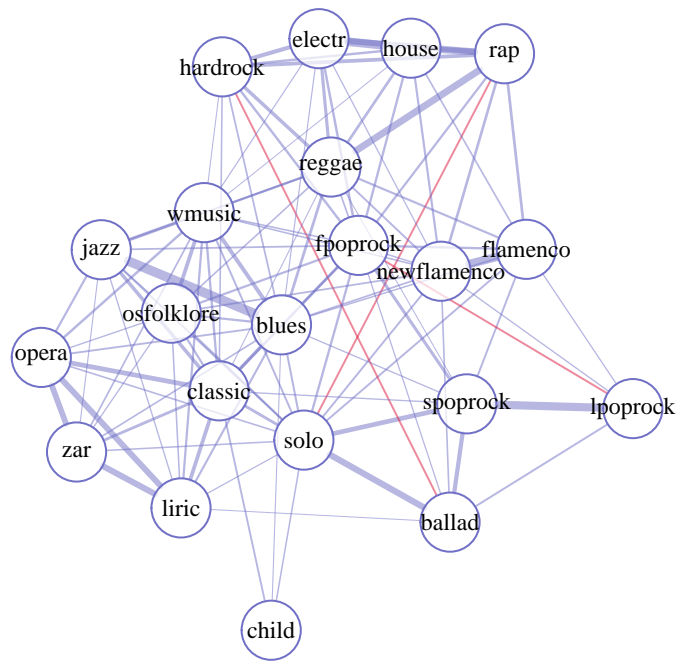 electr
house
rap
hardrock
reggae
wmusic
fpoprock
flamenco
jazz
newflamenco
osfolklore
blues
opera
classic
spoprock
lpoprock
solo
zar
liric
ballad
child